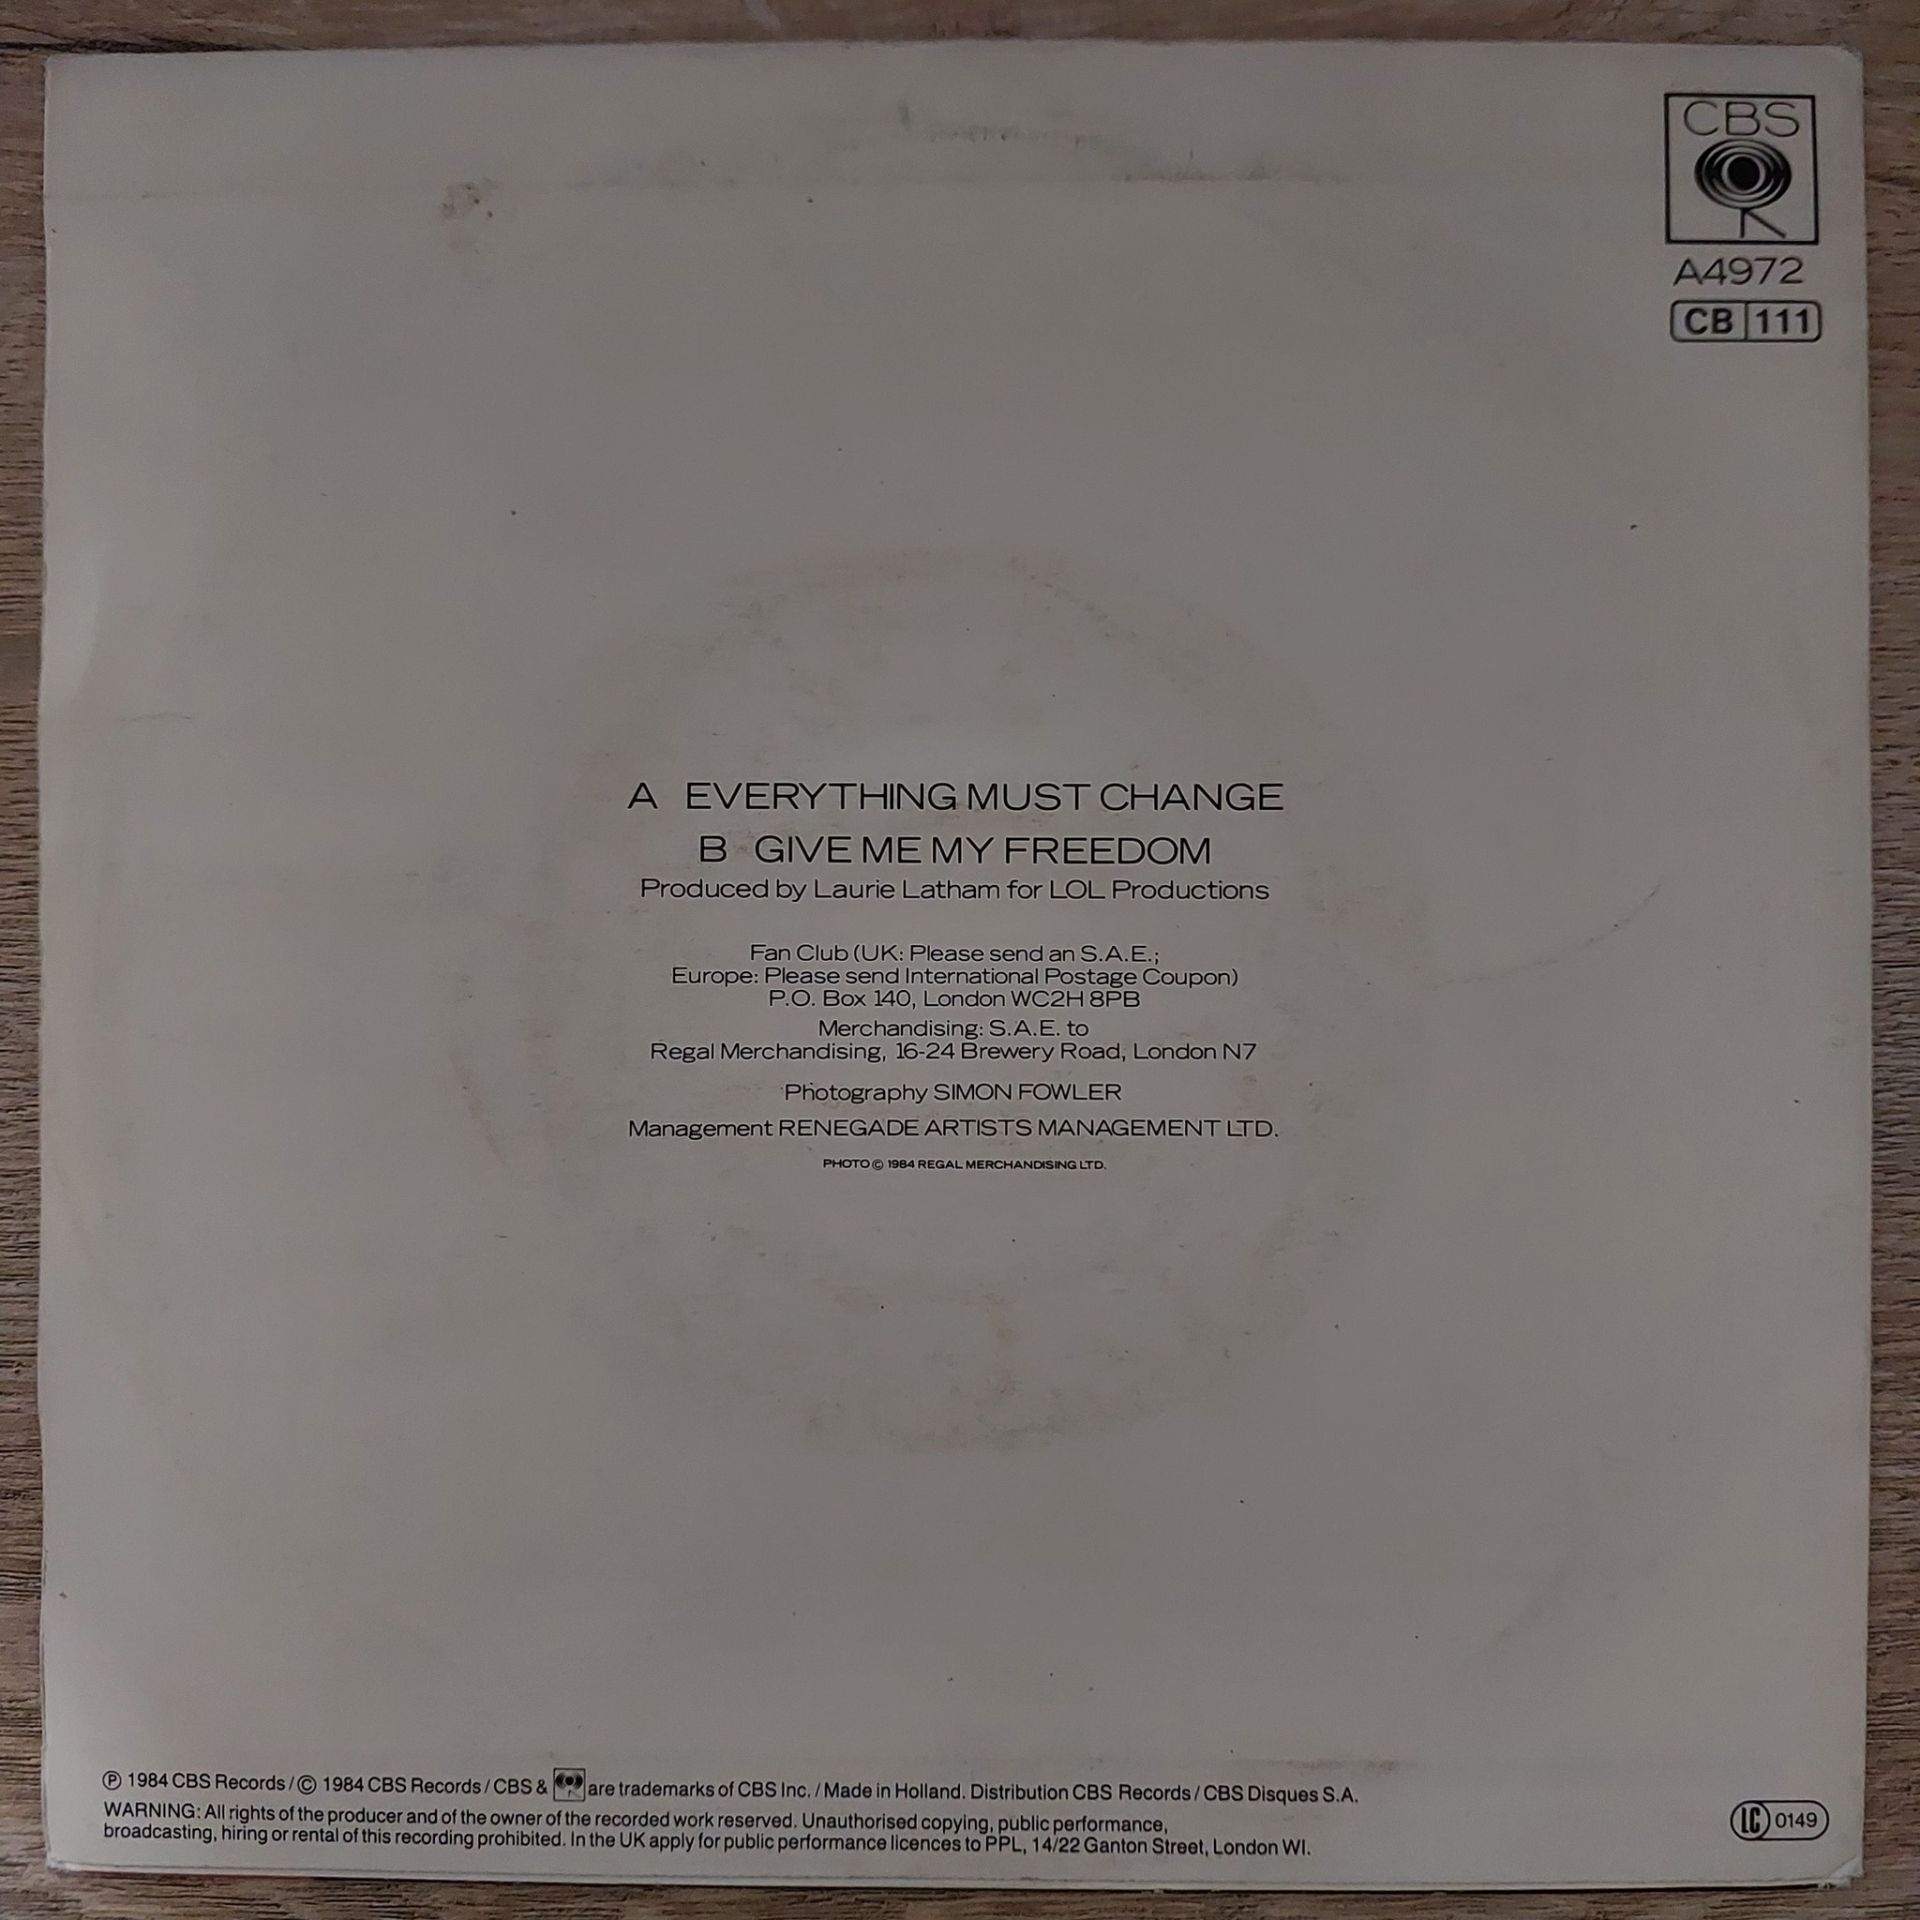 CBS
A4972
CB 111
A EVERYTHING MUST CHANGE
B GIVE ME MY FREEDOM
Produced by Laurie Latham for LOL Productions
Fan Club (UK: Please send an S.A.E.;
Europe: Please send International Postage Coupon)
P.O. Box 140, London WC2H 8PB
Merchandising: S.A.E. to
Regal Merchandising, 16-24 Brewery Road, London N7
Photography SIMON FOWLER
Management RENEGADE ARTISTS MANAGEMENT LTD.
PHOTO © 1984 REGAL MERCHANDISING LTD.
℗ 1984 CBS Records / © 1984 CBS Records / CBS & are trademarks of CBS Inc. / Made in Holland. Distribution CBS Records / CBS Disques S.A.
WARNING: All rights of the producer and of the owner of the recorded work reserved. Unauthorised copying, public performance,
broadcasting, hiring or rental of this recording prohibited. In the UK apply for public performance licences to PPL, 14/22 Ganton Street, London WI.
LC 0149